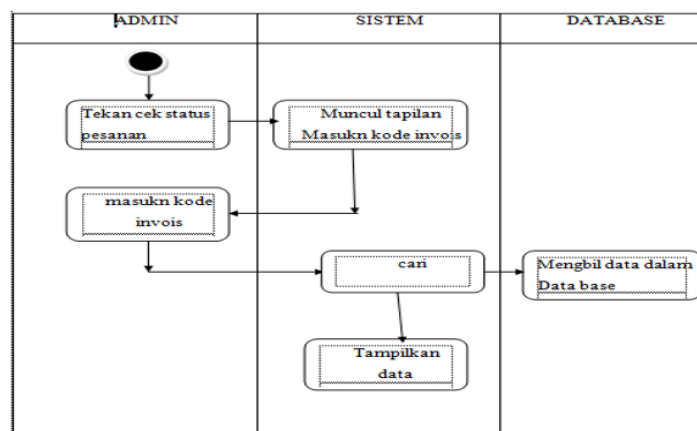 ADMIN
SISTEM
DATABASE
Tekan cek status
pesanan
Muncul tapilan
Masukn kode invois
masukn kode
invois
cari
Mengbil data dalam
Data base
Tampilkan
data